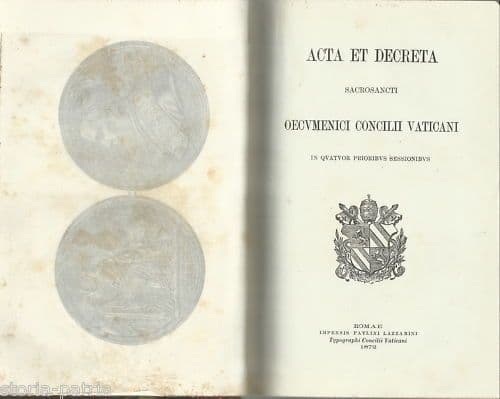 ACTA ET DECRETA
SACROSANCTI
OECVMENICI CONCILII VATICANI
IN QVATVOR PRIORIBVS SESSIONIBVS
ROMAE
IMPENSIS PAVLINI LAZZARINI
Typographi Concilii Vaticani
1872
storia-patria